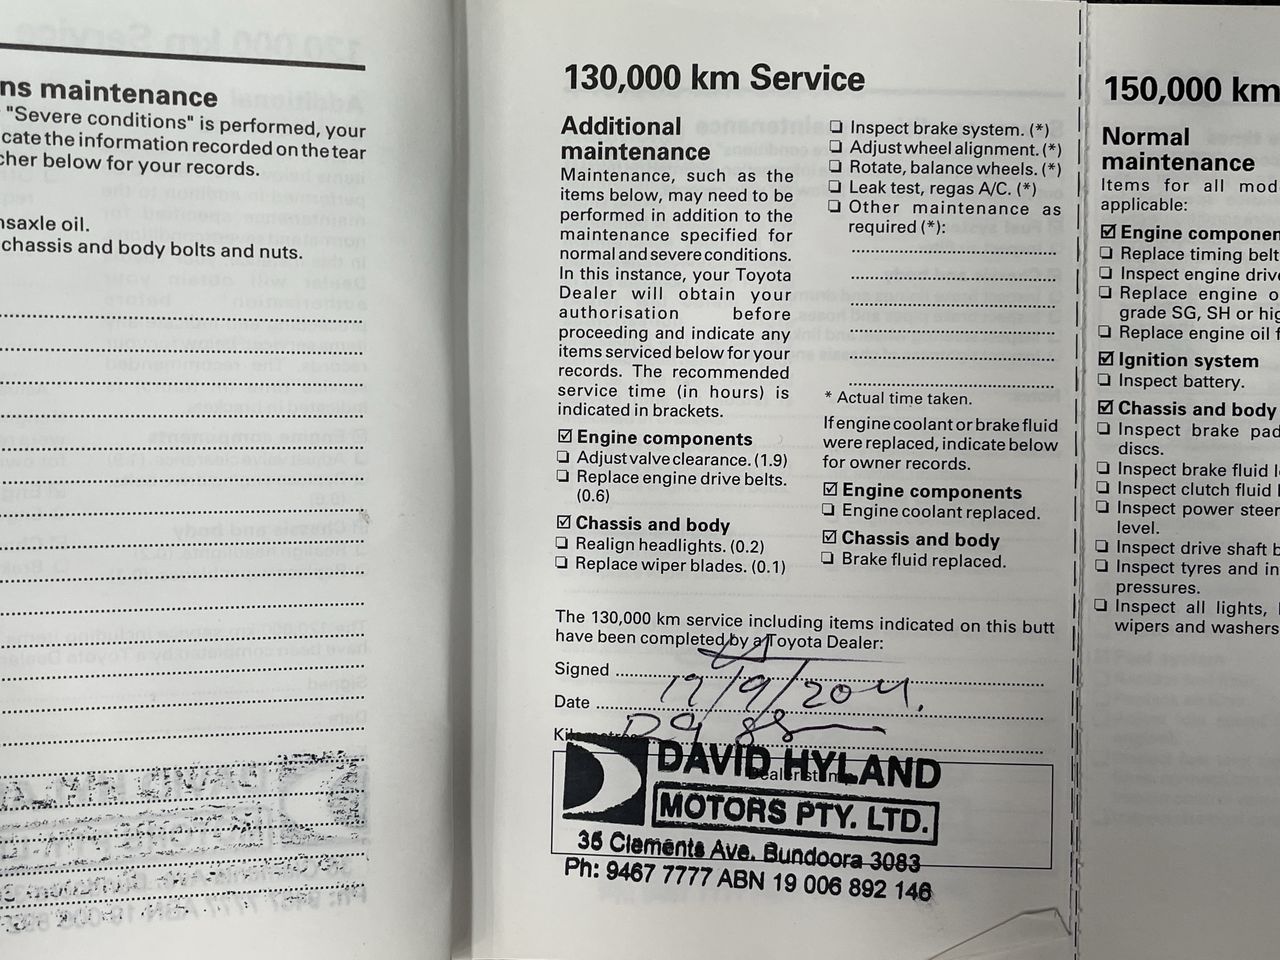 ns maintenance
"Severe conditions" is performed, your
cate the information recorded on the tear
cher below for your records.
nsaxle oil.
chassis and body bolts and nuts.
130,000 km Service
Additional
maintenance
Maintenance, such as the
items below, may need to be
performed in addition to the
maintenance specified for
normal and severe conditions.
In this instance, your Toyota
Dealer will obtain your
authorisation before
proceeding and indicate any
items serviced below for your
records. The recommended
service time (in hours) is
indicated in brackets.
☑ Engine components
❏ Adjust valve clearance. (1.9)
❏ Replace engine drive belts.
(0.6)
☑ Chassis and body
❏ Realign headlights. (0.2)
❏ Replace wiper blades. (0.1)
❏ Inspect brake system. (*)
❏ Adjust wheel alignment. (*)
❏ Rotate, balance wheels. (*)
❏ Leak test, regas A/C. (*)
❏ Other maintenance as
required (*):
* Actual time taken.
If engine coolant or brake fluid
were replaced, indicate below
for owner records.
☑ Engine components
❏ Engine coolant replaced.
☑ Chassis and body
❏ Brake fluid replaced.
The 130,000 km service including items indicated on this butt
have been completed by a Toyota Dealer:
Signed
Date
Dealer stamp
DAVID HYLAND
MOTORS PTY. LTD.
35 Clements Ave. Bundoora 3083
Ph: 9467 7777 ABN 19 006 892 146
150,000 km
Normal
maintenance
Items for all mod
applicable:
☑ Engine componen
❏ Replace timing belt
❏ Inspect engine drive
❏ Replace engine o
grade SG, SH or hig
❏ Replace engine oil f
☑ Ignition system
❏ Inspect battery.
☑ Chassis and body
❏ Inspect brake pad
discs.
❏ Inspect brake fluid l
❏ Inspect clutch fluid
❏ Inspect power steer
level.
❏ Inspect drive shaft b
❏ Inspect tyres and in
pressures.
❏ Inspect all lights,
wipers and washers